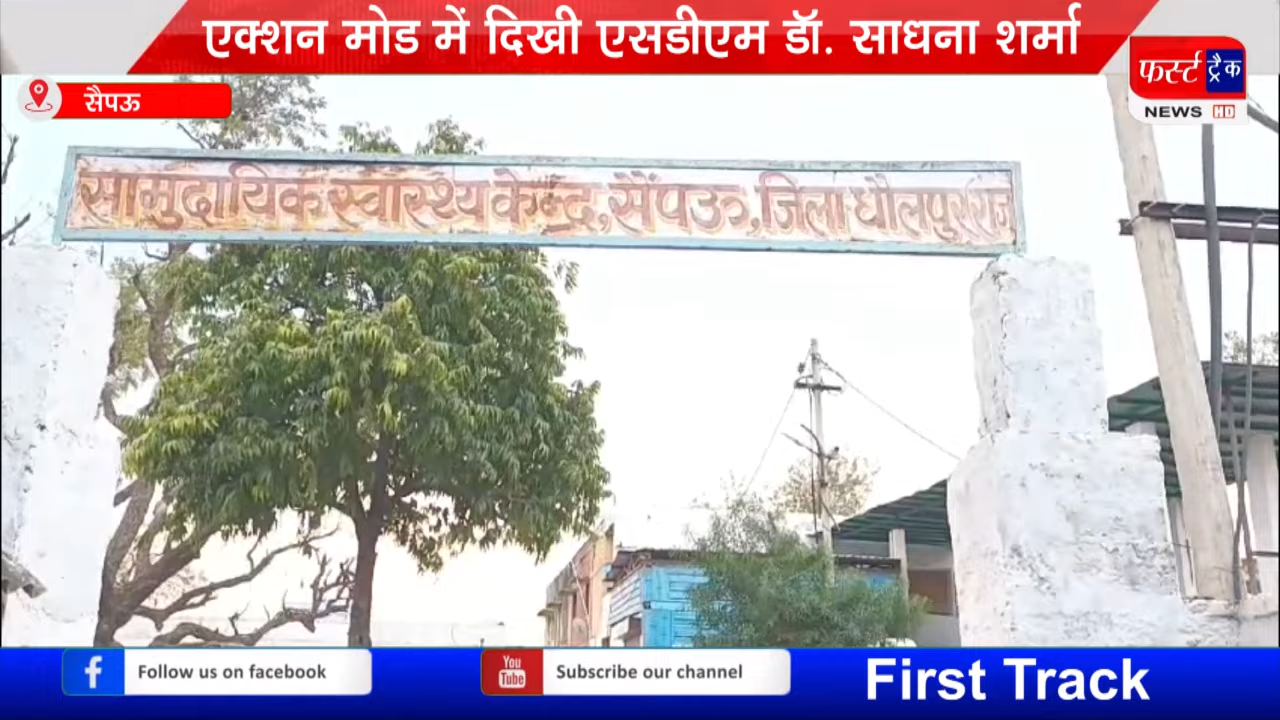 एक्शन मोड में दिखी एसडीएम डॉ. साधना शर्मा
फर्स्ट ट्रैक
NEWS HD
सैपऊ
सामुदायिक स्वास्थ्य केन्द्र, सैंपऊ, जिला धौलपुर राज
f
Follow us on facebook
You
Tube
Subscribe our channel
First Track